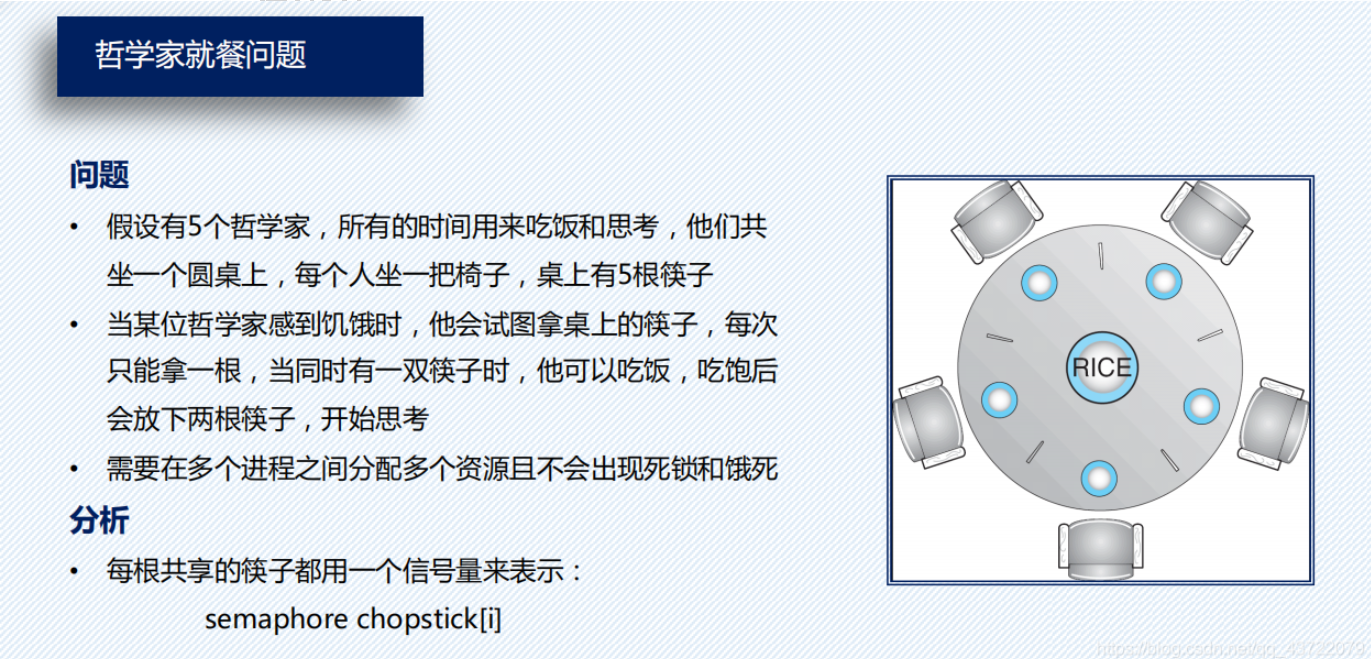 哲学家就餐问题
问题
• 假设有5个哲学家，所有的时间用来吃饭和思考，他们共
坐一个圆桌上，每个人坐一把椅子，桌上有5根筷子
• 当某位哲学家感到饥饿时，他会试图拿桌上的筷子，每次
只能拿一根，当同时有一双筷子时，他可以吃饭，吃饱后
会放下两根筷子，开始思考
• 需要在多个进程之间分配多个资源且不会出现死锁和饿死
分析
• 每根共享的筷子都用一个信号量来表示：
semaphore chopstick[i]
RICE
https://blog.csdn.net/qq_43722079